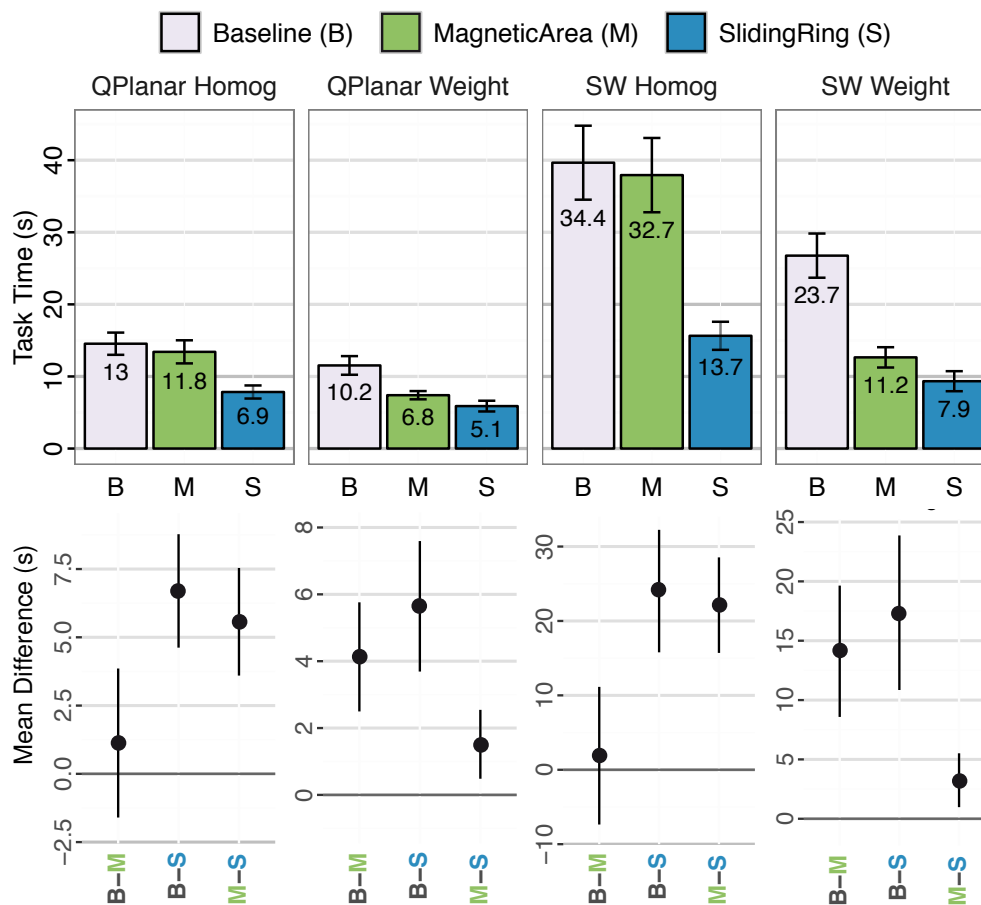 Baseline (B) MagneticArea (M) SlidingRing (S)
QPlanar Homog QPlanar Weight SW Homog SW Weight
Task Time (s)
40
30
20
10
0
13 11.8 6.9
10.2 6.8 5.1
34.4 32.7 13.7
23.7 11.2 7.9
B M S B M S B M S B M S
Mean Difference (s)
7.5
5.0
2.5
0.0
−2.5
8
6
4
2
0
30
20
10
0
−10
25
20
15
10
5
0
B−M B−S M−S B−M B−S M−S B−M B−S M−S B−M B−S M−S